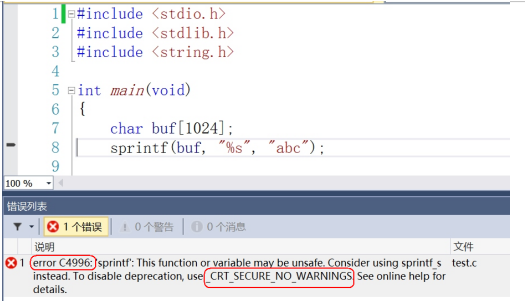 1 #include <stdio.h>
2 #include <stdlib.h>
3 #include <string.h>
4
5 int main(void)
6 {
7 char buf[1024];
8 sprintf(buf, "%s", "abc");
9
100 %
错误列表
1 个错误 0 个警告 0 个消息
说明 文件
1 error C4996: 'sprintf': This function or variable may be unsafe. Consider using sprintf_s test.c
instead. To disable deprecation, use _CRT_SECURE_NO_WARNINGS. See online help for
details.